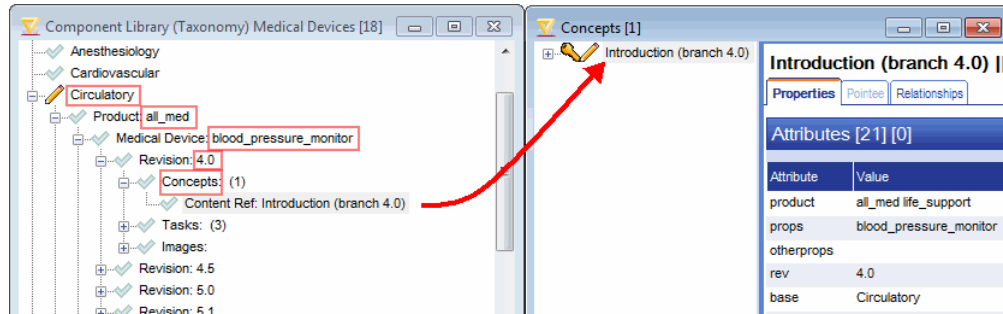 Component Library (Taxonomy) Medical Devices [18]
Anesthesiology
Cardiovascular
Circulatory
Product: all_med
Medical Device: blood_pressure_monitor
Revision: 4.0
Concepts: (1)
Content Ref: Introduction (branch 4.0)
Tasks: (3)
Images:
Revision: 4.5
Revision: 5.0
Revision: 5.1
Concepts [1]
Introduction (branch 4.0)
Introduction (branch 4.0) |
Properties Pointee Relationships
Attributes [21] [0]
Attribute Value
product all_med life_support
props blood_pressure_monitor
otherprops
rev 4.0
base Circulatory